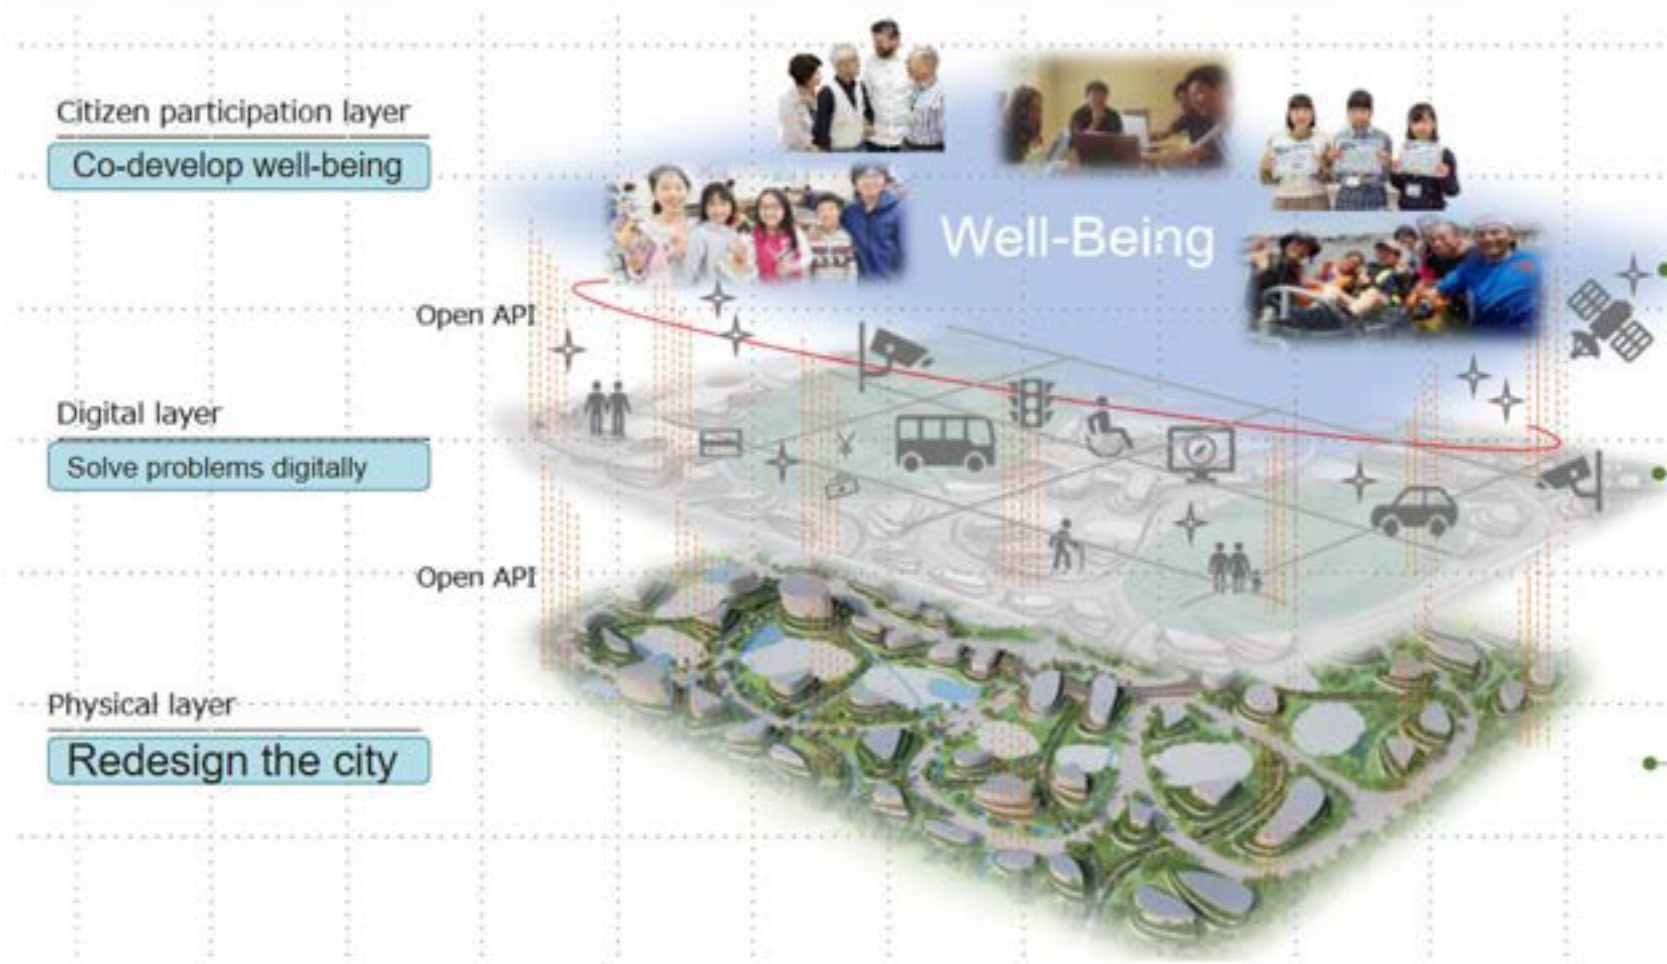 Citizen participation layer
Co-develop well-being
Well-Being
Open API
Digital layer
Solve problems digitally
Open API
Physical layer
Redesign the city